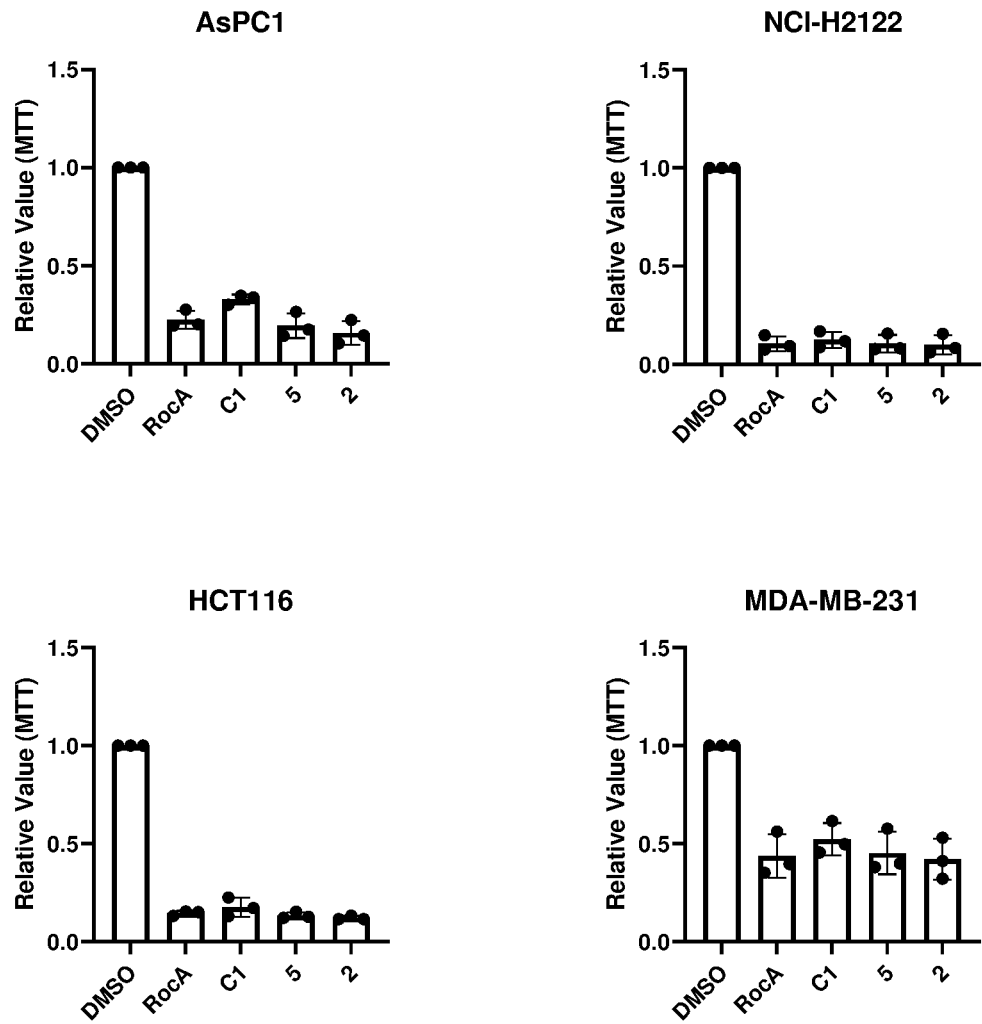 AsPC1
Relative Value (MTT)
1.5
1.0
0.5
0.0
DMSO
RocA
C1
5
2
NCI-H2122
Relative Value (MTT)
1.5
1.0
0.5
0.0
DMSO
RocA
C1
5
2
HCT116
Relative Value (MTT)
1.5
1.0
0.5
0.0
DMSO
RocA
C1
5
2
MDA-MB-231
Relative Value (MTT)
1.5
1.0
0.5
0.0
DMSO
RocA
C1
5
2